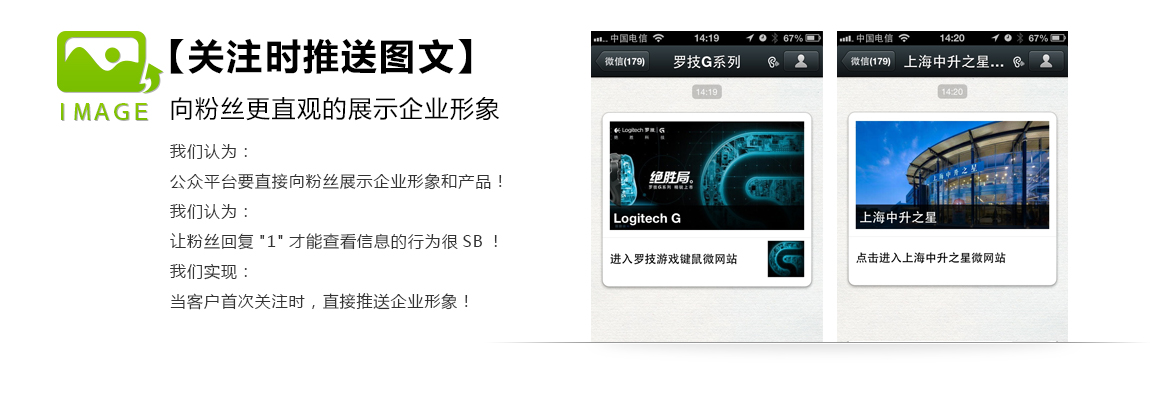 【关注时推送图文】
IMAGE
向粉丝更直观的展示企业形象
我们认为：
公众平台要直接向粉丝展示企业形象和产品！
我们认为：
让粉丝回复 "1" 才能查看信息的行为很 SB ！
我们实现：
当客户首次关注时，直接推送企业形象！
中国电信 14:19 67%
微信(179) 罗技G系列
14:19
Logitech 罗技 G
绝胜局。
Logitech G
进入罗技游戏键鼠微网站
中国电信 14:20 67%
微信(179) 上海中升之星...
14:20
上海中升之星
上海中升之星
点击进入上海中升之星微网站